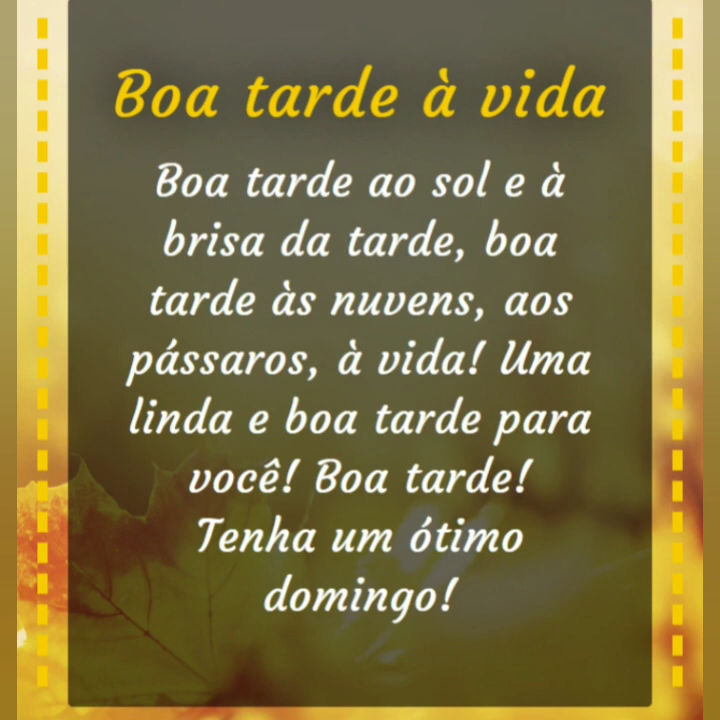 Boa tarde à vida
Boa tarde ao sol e à
brisa da tarde, boa
tarde às nuvens, aos
pássaros, à vida! Uma
linda e boa tarde para
você! Boa tarde!
Tenha um ótimo
domingo!